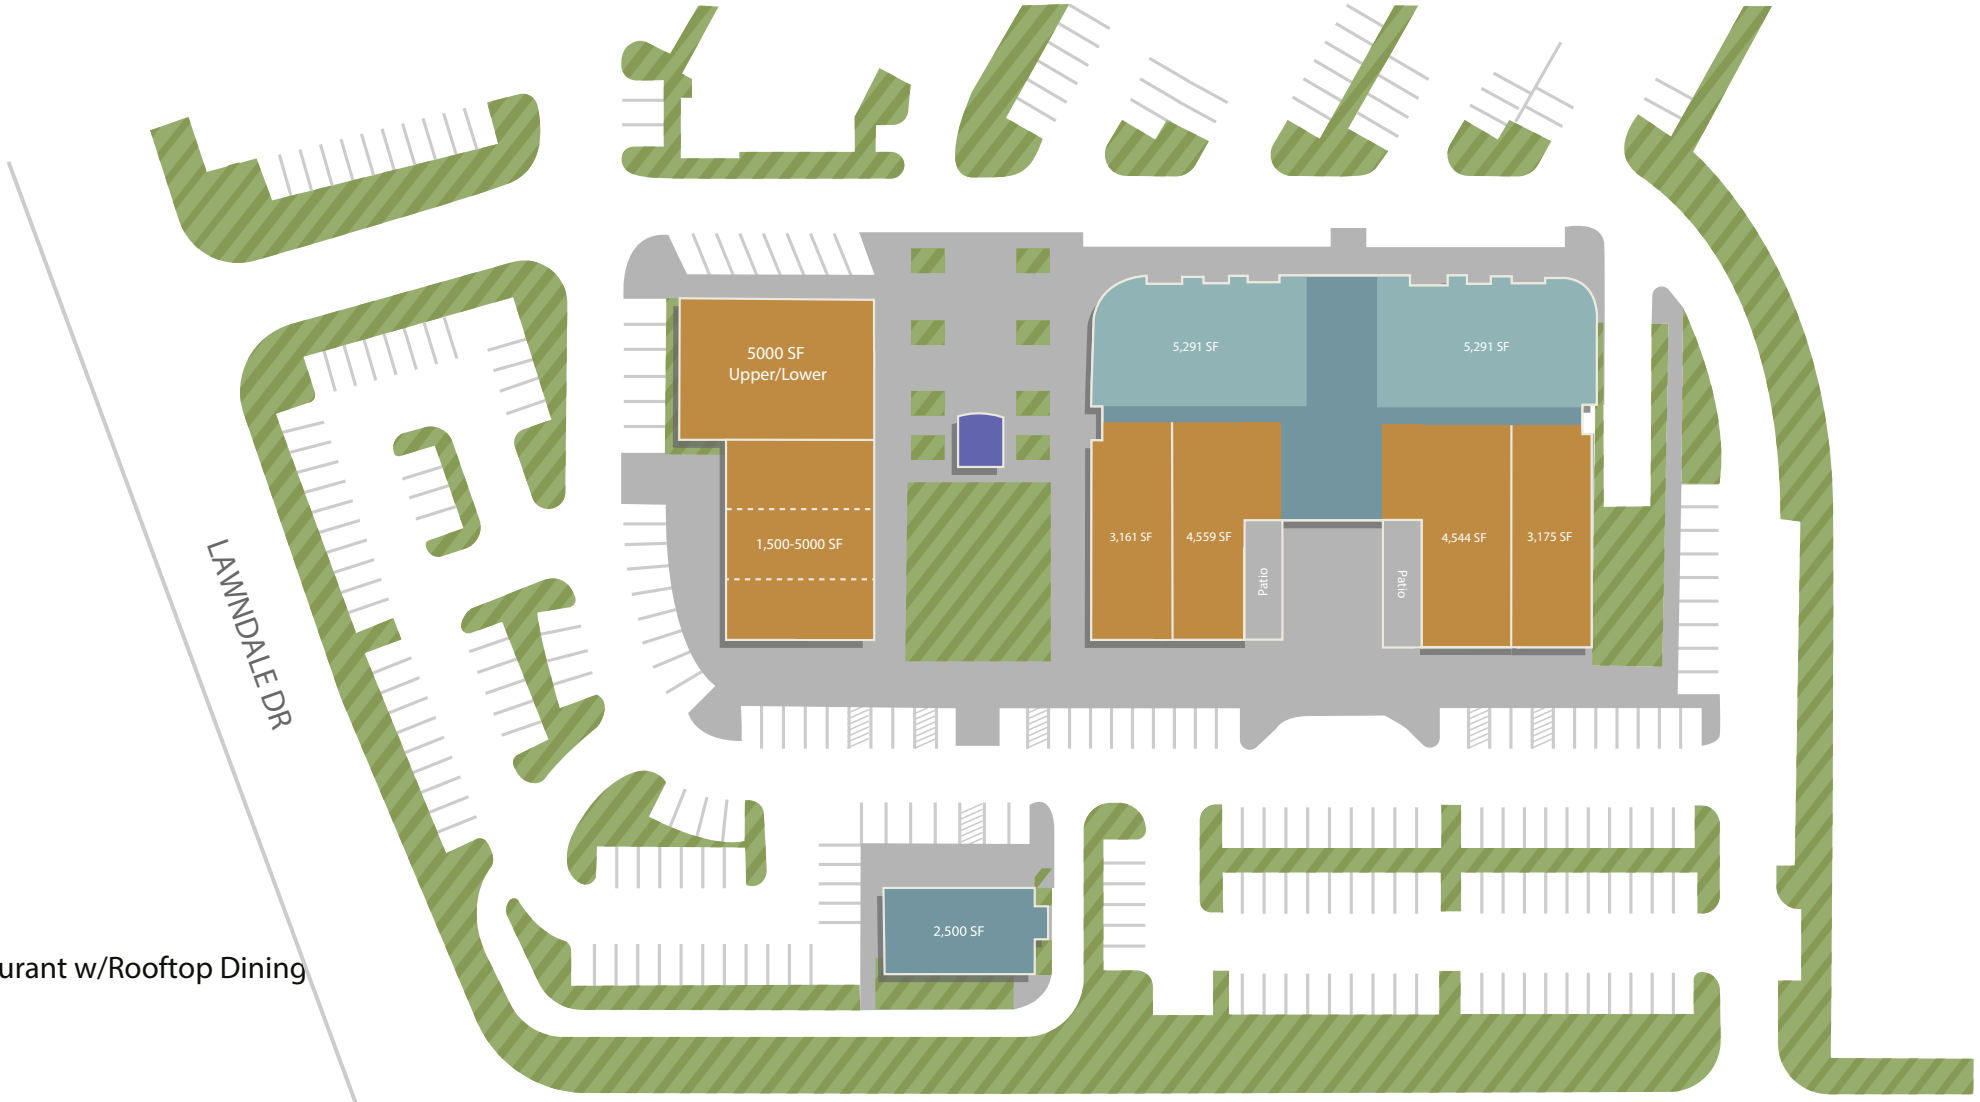 5000 SF
Upper/Lower
5,291 SF
5,291 SF
1,500-5000 SF
3,161 SF
4,559 SF
4,544 SF
3,175 SF
Patio
Patio
LAWNDALE DR
2,500 SF
urant w/Rooftop Dining